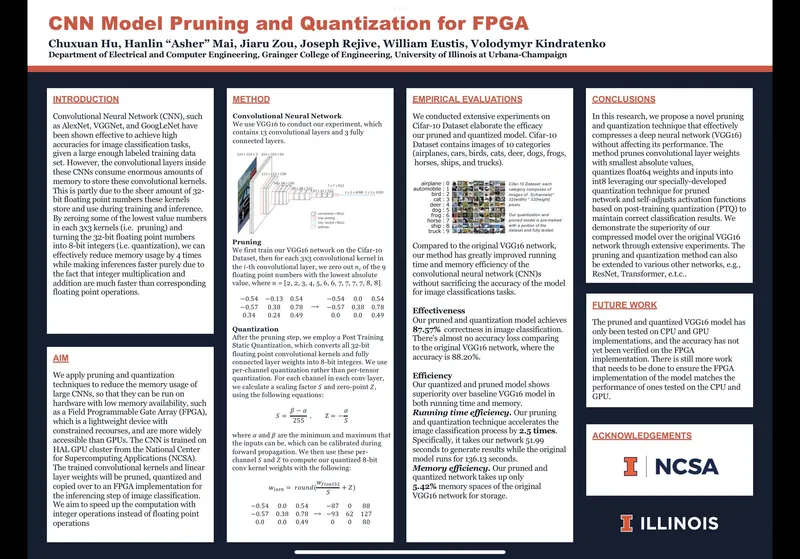 CNN Model Pruning and Quantization for FPGA
Chuxuan Hu, Hanlin “Asher” Mai, Jiaru Zou, Joseph Rejive, William Eustis, Volodymyr Kindratenko
Department of Electrical and Computer Engineering, Grainger College of Engineering, University of Illinois at Urbana-Champaign
INTRODUCTION
Convolutional Neural Network (CNN), such
as AlexNet, VGGNet, and GoogLeNet have
been shown effective to achieve high
accuracies for image classification tasks,
given a large enough labeled training data
set. However, the convolutional layers inside
these CNNs consume enormous amounts of
memory to store these convolutional kernels.
This is partly due to the sheer amount of 32-
bit floating point numbers these kernels
store and use during training and inference.
By zeroing some of the lowest value numbers
in each 3x3 kernels (i.e. pruning) and
turning the 32-bit floating point numbers
into 8-bit integers (i.e. quantization), we can
effectively reduce memory usage by 4 times
while making inferences faster purely due to
the fact that integer multiplication and
addition are much faster than corresponding
floating point operations.
AIM
We apply pruning and quantization
techniques to reduce the memory usage of
large CNNs, so that they can be run on
hardware with low memory availability, such
as a Field Programmable Gate Array (FPGA),
which is a lightweight device with
constrained recourses, and are more widely
accessible than GPUs. The CNN is trained on
HAL GPU cluster from the National Center
for Supercomputing Applications (NCSA).
The trained convolutional kernels and linear
layer weights will be pruned, quantized and
copied over to an FPGA implementation for
the inferencing step of image classification.
We aim to speed up the computation with
integer operations instead of floating point
operations
METHOD
Convolutional Neural Network
We use VGG16 to conduct our experiment, which
contains 13 convolutional layers and 3 fully
connected layers.
Pruning
We first train our VGG16 network on the Cifar-10
Dataset, then for each 3x3 convolutional kernel in
the i-th convolutional layer, we zero out nᵢ of the 9
floating point numbers with the lowest absolute
value, where n = [2, 2, 3, 4, 5, 6, 6, 7, 7, 7, 7, 8, 8].
−0.54 −0.13 0.54 −0.54 0.0 0.54
−0.57 0.38 0.78 → −0.57 0.38 0.78
0.34 0.24 0.49 0.0 0.0 0.49
Quantization
After the pruning step, we employ a Post Training
Static Quantization, which converts all 32-bit
floating point convolutional kernels and fully
connected layer weights into 8-bit integers. We use
per-channel quantization rather than per-tensor
quantization. For each channel in each conv layer,
we calculate a scaling factor S and zero-point Z,
using the following equations:
S = (β − α)/255 , Z = −α/S
where α and β are the minimum and maximum that
the inputs can be, which can be calibrated during
forward propagation. We then use these per-
channel S and Z to compute our quantized 8-bit
conv kernel weights with the following:
w_int8 = round(w_float32/S + Z)
−0.54 0.0 0.54 −87 0 88
−0.57 0.38 0.78 → −93 62 127
0.0 0.0 0.49 0 0 80
EMPIRICAL EVALUATIONS
We conducted extensive experiments on
Cifar-10 Dataset elaborate the efficacy
our pruned and quantized model. Cifar-10
Dataset contains images of 10 categories
(airplanes, cars, birds, cats, deer, dogs, frogs,
horses, ships, and trucks).
airplane : 0
automobile : 1
bird : 2
cat : 3
deer : 4
dog : 5
frog : 6
horse : 7
ship : 8
truck : 9
Cifar-10 Dataset: each
category composes of
images of 3(channels)*
32(width) * 32(height)
pixels.
Our quantized and
pruned model is pre-trained
with a portion of the
dataset and fully tested.
Compared to the original VGG16 network,
our method has greatly improved running
time and memory efficiency of the
convolutional neural network (CNN)s
without sacrificing the accuracy of the model
for image classifications tasks.
Effectiveness
Our pruned and quantization model achieves
87.57% correctness in image classification.
There's almost no accuracy loss comparing
to the original VGG16 network, where the
accuracy is 88.20%.
Efficiency
Our quantized and pruned model shows
superiority over baseline VGG16 model in
both running time and memory.
Running time efficiency. Our pruning
and quantization technique accelerates the
image classification process by 2.5 times.
Specifically, it takes our network 51.99
seconds to generate results while the original
model runs for 136.13 seconds.
Memory efficiency. Our pruned and
quantized network takes up only
5.42% memory spaces of the original
VGG16 network for storage.
CONCLUSIONS
In this research, we propose a novel pruning
and quantization technique that effectively
compresses a deep neural network (VGG16)
without affecting its performance. The
method prunes convolutional layer weights
with smallest absolute values,
quantizes float64 weights and inputs into
int8 leveraging our specially-developed
quantization technique for pruned
network and self-adjusts activation functions
based on post-training quantization (PTQ) to
maintain correct classification results. We
demonstrate the superiority of our
compressed model over the original VGG16
network through extensive experiments. The
pruning and quantization method can also
be extended to various other networks, e.g.,
ResNet, Transformer, e.t.c..
FUTURE WORK
The pruned and quantized VGG16 model has
only been tested on CPU and GPU
implementations, and the accuracy has not
yet been verified on the FPGA
implementation. There is still more work
that needs to be done to ensure the FPGA
implementation of the model matches the
performance of ones tested on the CPU and
GPU.
ACKNOWLEDGEMENTS
I NCSA
I ILLINOIS